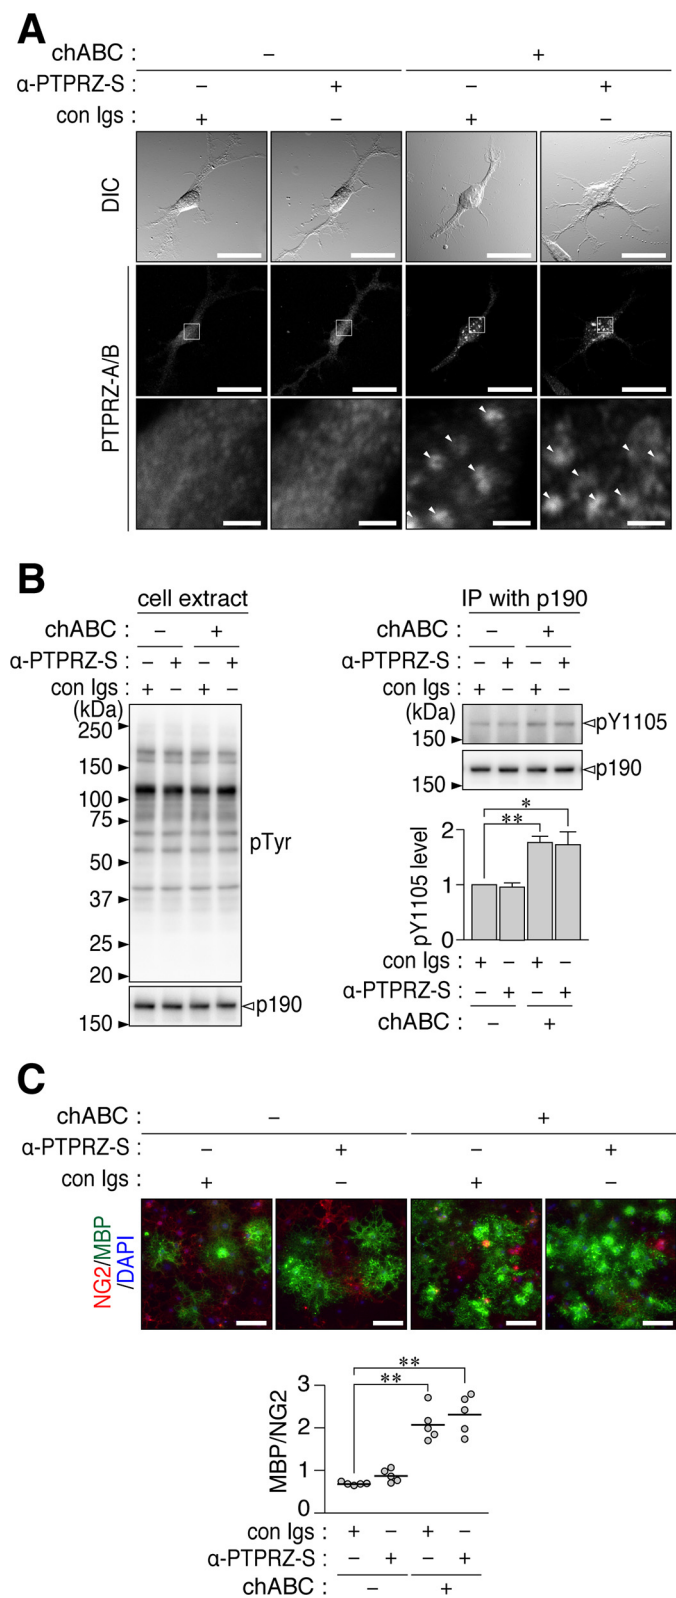 A
chABC : − +
α-PTPRZ-S : − + − +
con Igs : + − + −
DIC
PTPRZ-A/B
B
cell extract
chABC : − +
α-PTPRZ-S : − + − +
con Igs : + − + −
(kDa)
250
150
100
75
50
37
25
20
pTyr
150
p190
IP with p190
chABC : − +
α-PTPRZ-S : − + − +
con Igs : + − + −
(kDa)
150
pY1105
150
p190
*
**
pY1105 level
2
1
0
con Igs : + − + −
α-PTPRZ-S : − + − +
chABC : − +
C
chABC : − +
α-PTPRZ-S : − + − +
con Igs : + − + −
NG2/MBP
/DAPI
**
**
MBP/NG2
3
2
1
0
con Igs : + − + −
α-PTPRZ-S : − + − +
chABC : − +